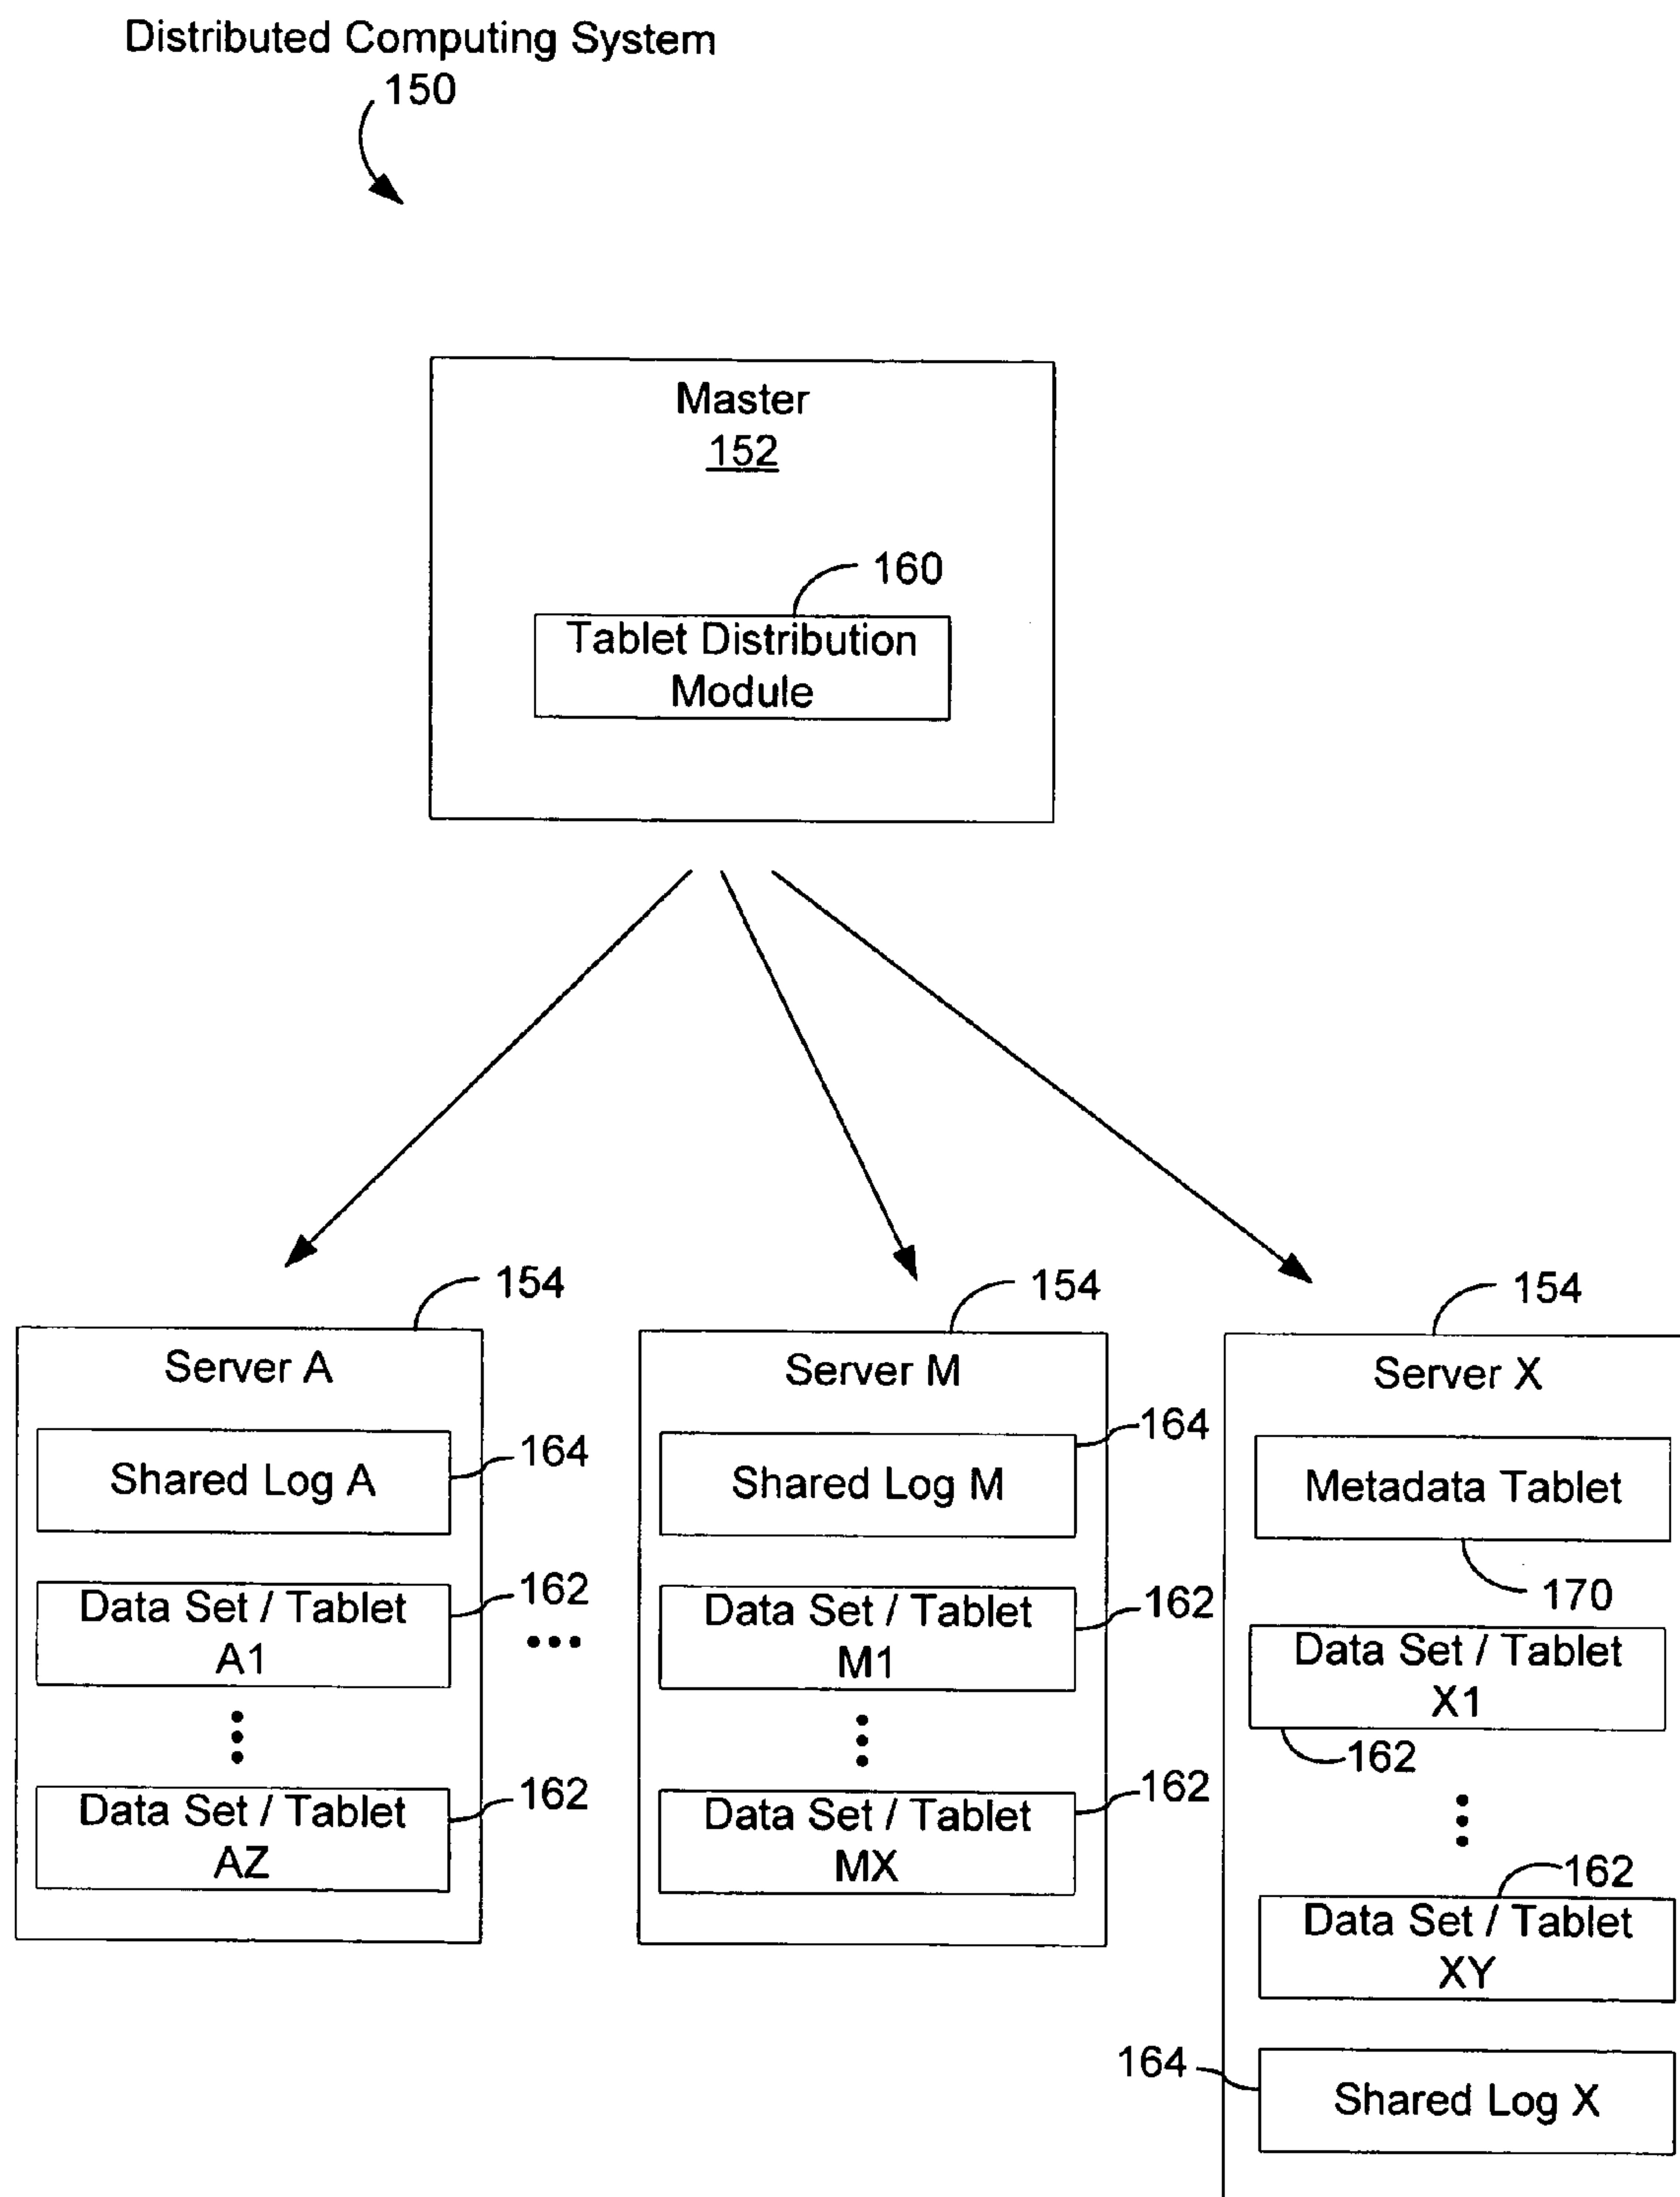 Distributed Computing System
150
Master
152
160
Tablet Distribution
Module
154
Server A
Shared Log A
164
Data Set / Tablet
A1
162
Data Set / Tablet
AZ
162
154
Server M
Shared Log M
164
Data Set / Tablet
M1
162
Data Set / Tablet
MX
162
154
Server X
Metadata Tablet
170
Data Set / Tablet
X1
162
162
Data Set / Tablet
XY
164
Shared Log X